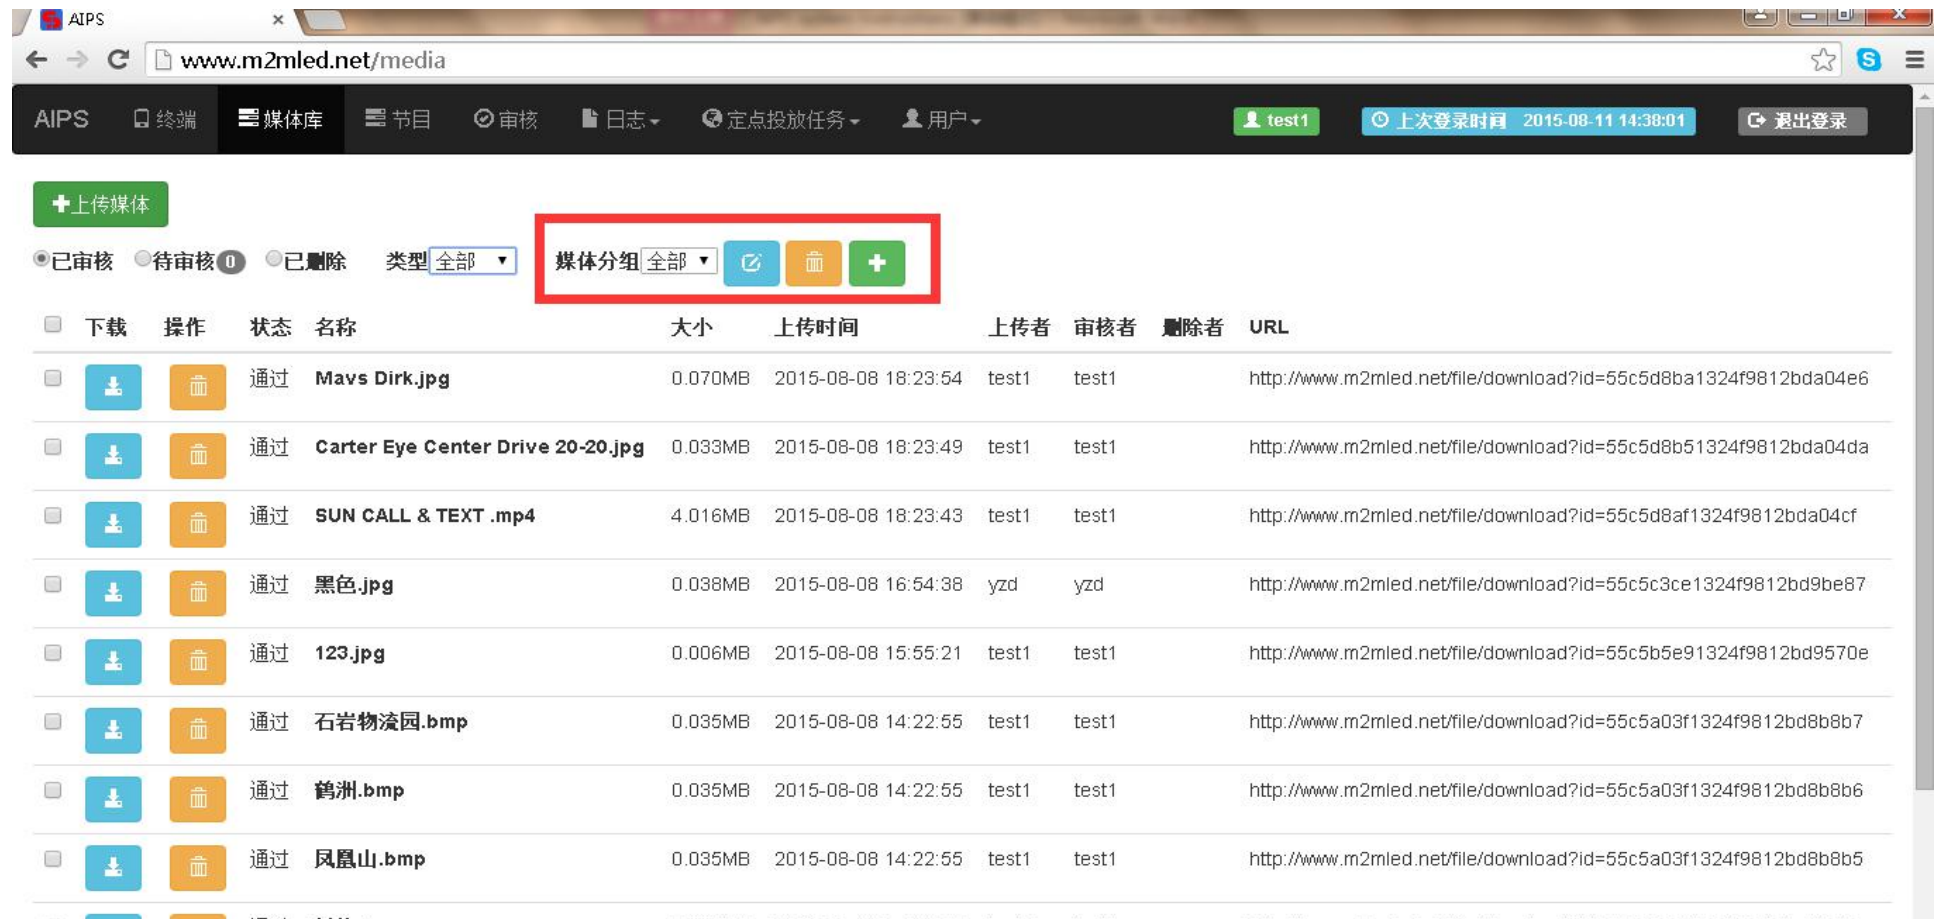 AIPS
www.m2mled.net/media
AIPS 终端 媒体库 节目 审核 日志 定点投放任务 用户 test1 上次登录时间 2015-08-11 14:38:01 退出登录
上传媒体
已审核 待审核 0 已删除 类型 全部 媒体分组 全部
下载 操作 状态 名称 大小 上传时间 上传者 审核者 删除者 URL
通过 Mavs Dirk.jpg 0.070MB 2015-08-08 18:23:54 test1 test1 http://www.m2mled.net/file/download?id=55c5d8ba1324f9812bda04e6
通过 Carter Eye Center Drive 20-20.jpg 0.033MB 2015-08-08 18:23:49 test1 test1 http://www.m2mled.net/file/download?id=55c5d8b51324f9812bda04da
通过 SUN CALL & TEXT .mp4 4.016MB 2015-08-08 18:23:43 test1 test1 http://www.m2mled.net/file/download?id=55c5d8af1324f9812bda04cf
通过 黑色.jpg 0.038MB 2015-08-08 16:54:38 yzd yzd http://www.m2mled.net/file/download?id=55c5c3ce1324f9812bd9be87
通过 123.jpg 0.006MB 2015-08-08 15:55:21 test1 test1 http://www.m2mled.net/file/download?id=55c5b5e91324f9812bd9570e
通过 石岩物流园.bmp 0.035MB 2015-08-08 14:22:55 test1 test1 http://www.m2mled.net/file/download?id=55c5a03f1324f9812bd8b8b7
通过 鹤洲.bmp 0.035MB 2015-08-08 14:22:55 test1 test1 http://www.m2mled.net/file/download?id=55c5a03f1324f9812bd8b8b6
通过 凤凰山.bmp 0.035MB 2015-08-08 14:22:55 test1 test1 http://www.m2mled.net/file/download?id=55c5a03f1324f9812bd8b8b5